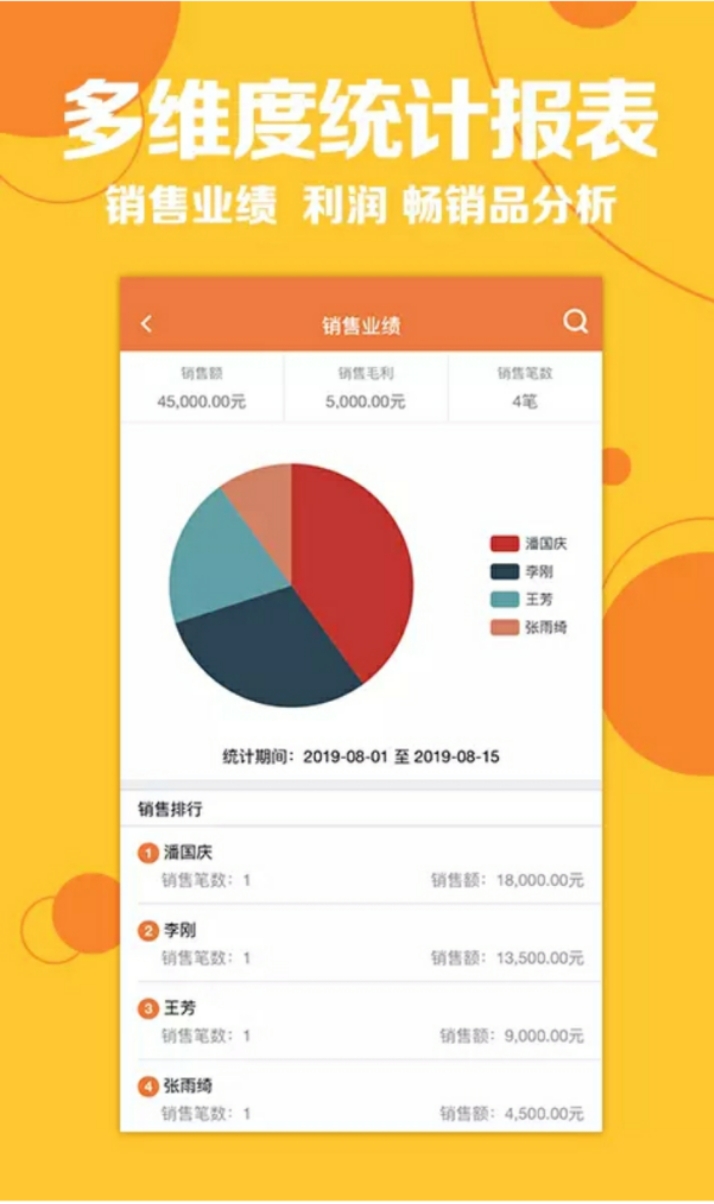 多维度统计报表
销售业绩 利润 畅销品分析
销售业绩
销售额 销售毛利 销售笔数
45,000.00元 5,000.00元 4笔
潘国庆
李刚
王芳
张雨绮
统计期间：2019-08-01 至 2019-08-15
销售排行
1 潘国庆
销售笔数：1 销售额：18,000.00元
2 李刚
销售笔数：1 销售额：13,500.00元
3 王芳
销售笔数：1 销售额：9,000.00元
4 张雨绮
销售笔数：1 销售额：4,500.00元